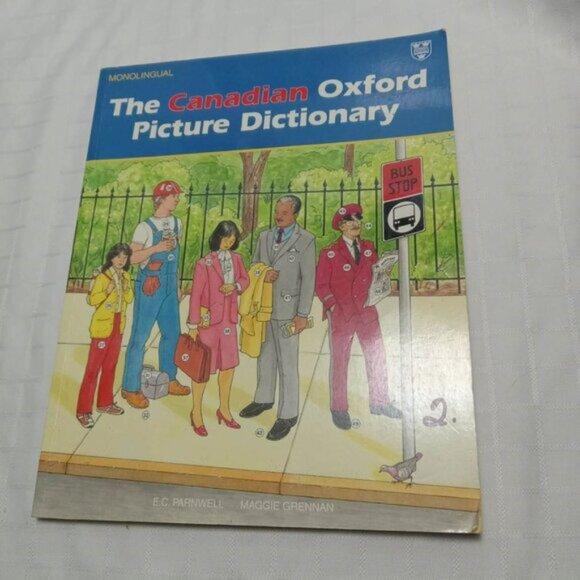 MONOLINGUAL
The Canadian Oxford
Picture Dictionary
BUS
STOP
2.
E.C. PARNWELL MAGGIE GRENNAN